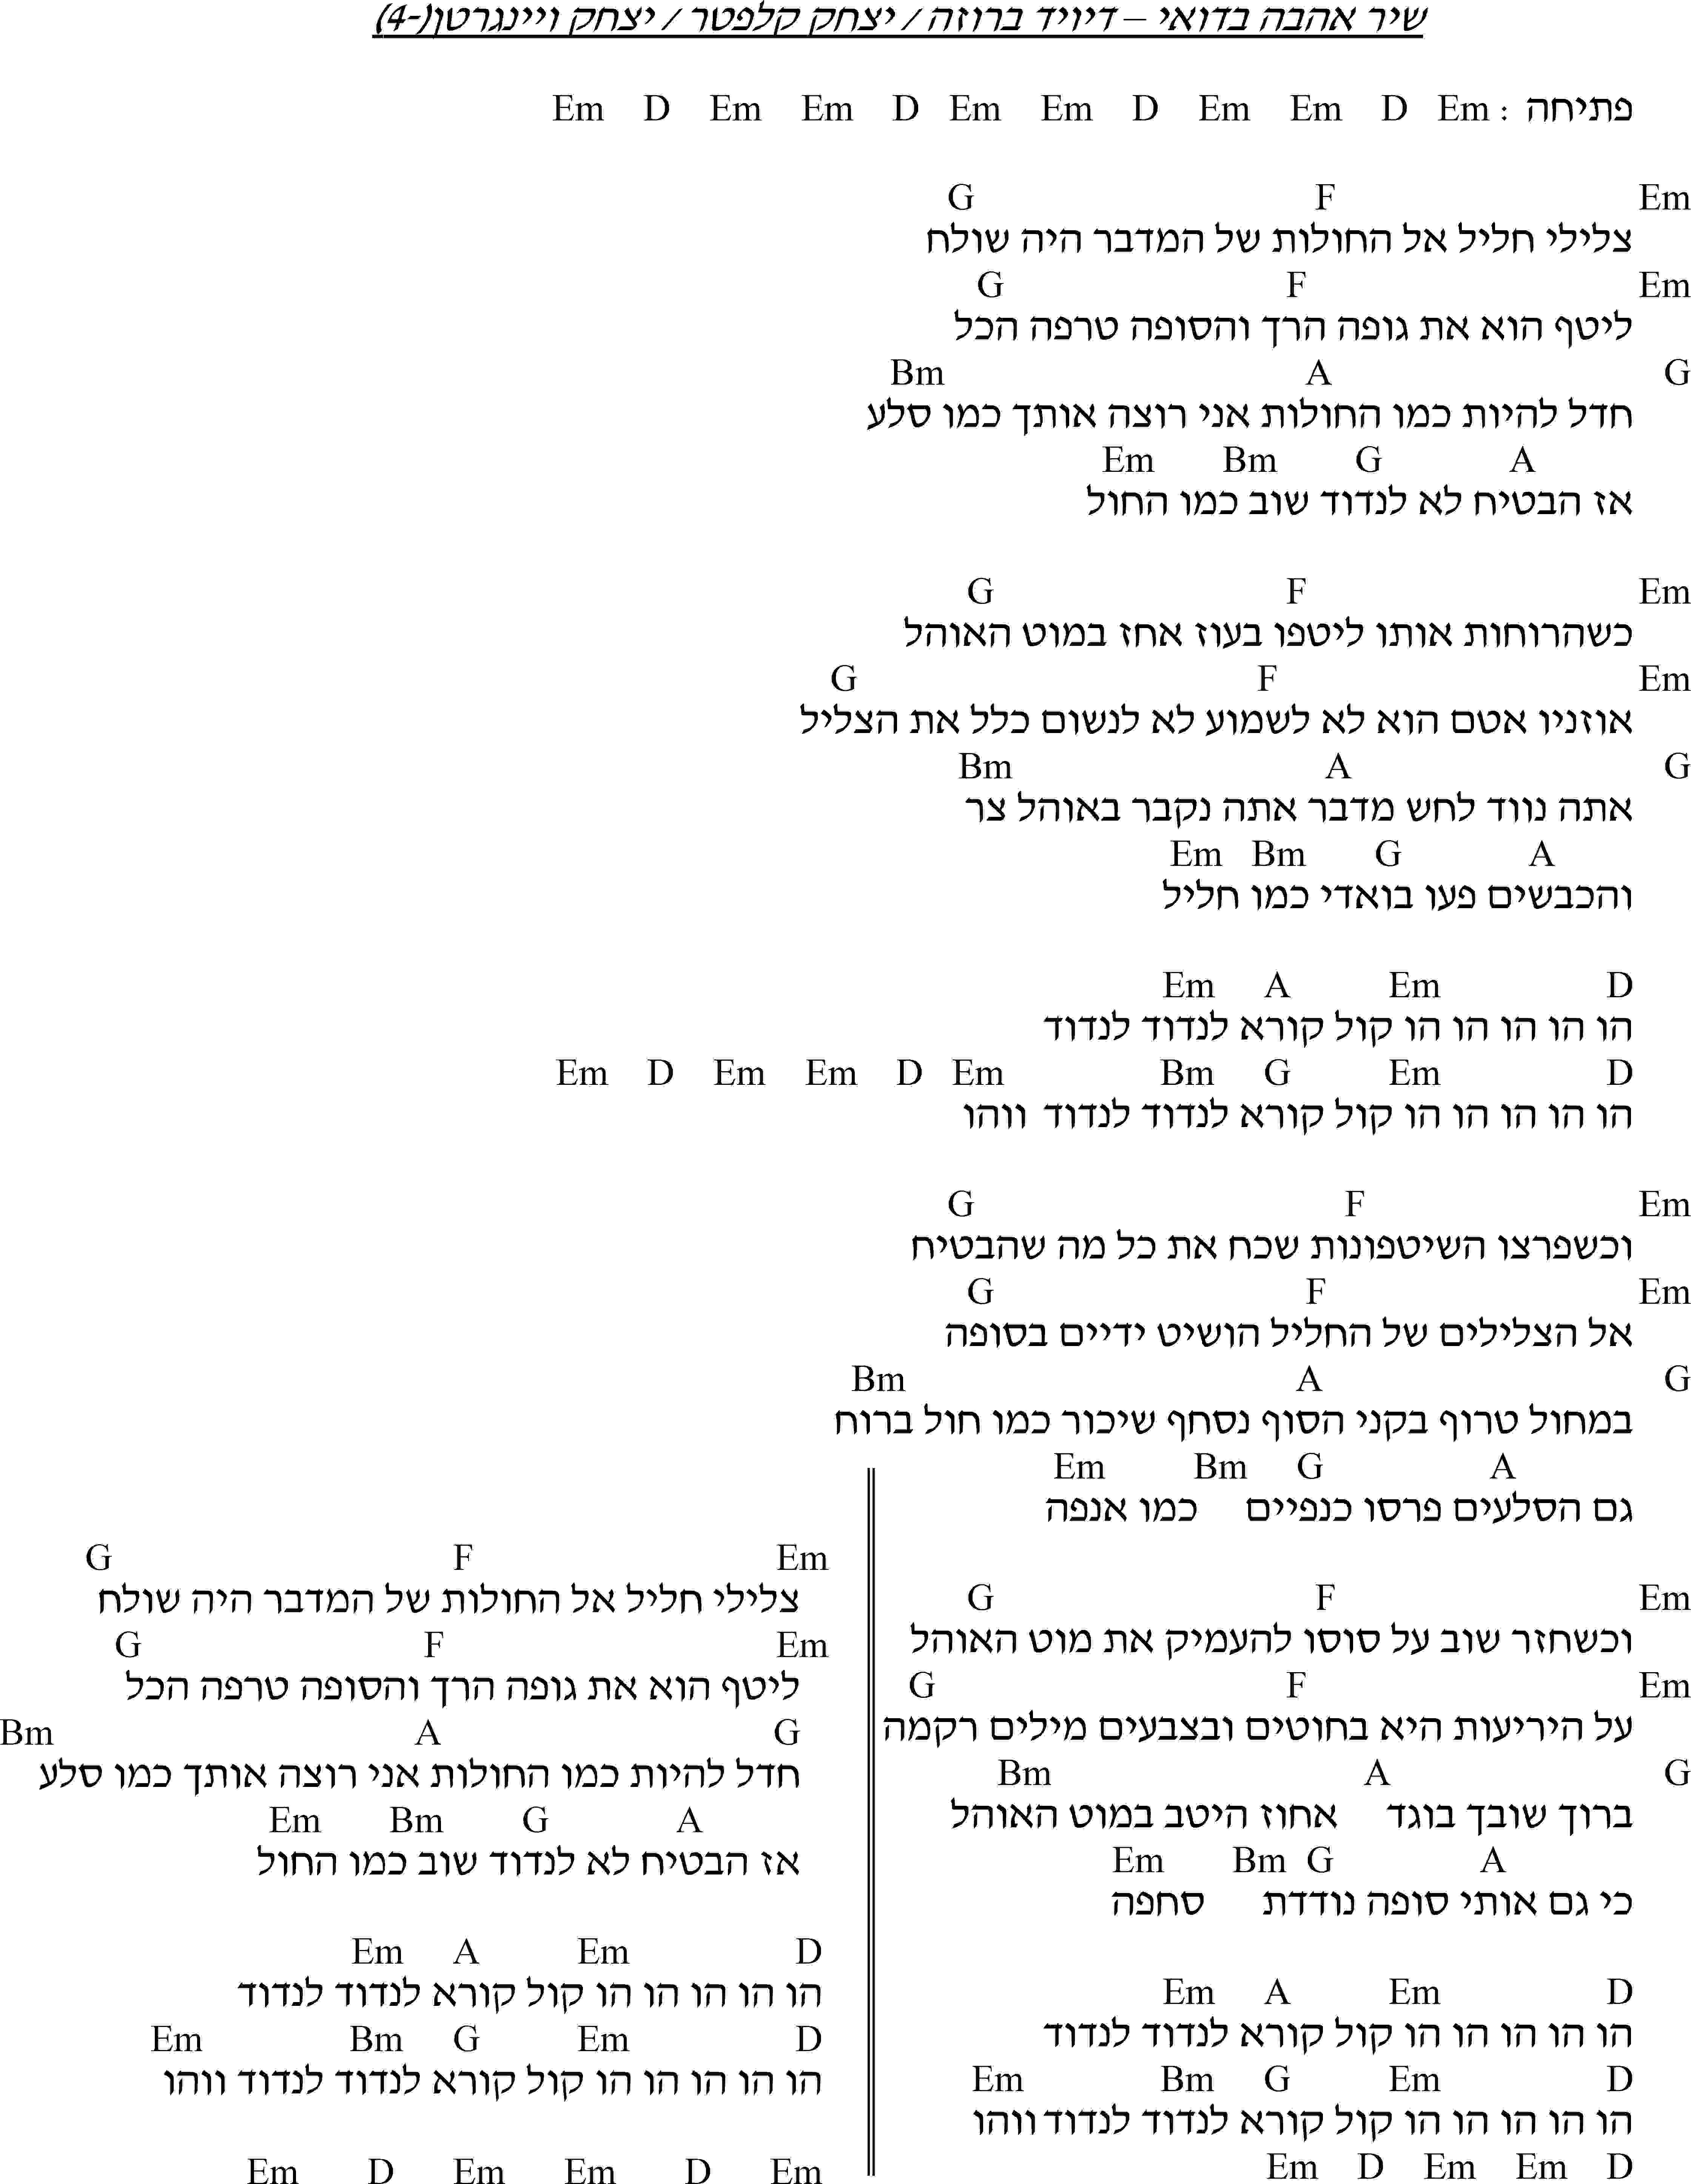 שיר אהבה בדואי – דיויד ברוזה / יצחק קלפטר / יצחק ויינגרטן(-4)
פתיחה : Em D Em Em D Em Em D Em Em D Em
Em F G
צלילי חליל אל החולות של המדבר היה שולח
Em F G
ליטף הוא את גופה הרך והסופה טרפה הכל
G A Bm
חדל להיות כמו החולות אני רוצה אותך כמו סלע
A G Bm Em
אז הבטיח לא לנדוד שוב כמו החול
Em F G
כשהרוחות אותו ליטפו בעוז אחז במוט האוהל
Em F G
אוזניו אטם הוא לא לשמוע לא לנשום כלל את הצליל
G A Bm
אתה נווד לחש מדבר אתה נקבר באוהל צר
A G Bm Em
והכבשים פעו בואדי כמו חליל
D Em A Em
הו הו הו הו הו קול קורא לנדוד לנדוד
D Em G Bm Em D Em Em D Em
הו הו הו הו הו קול קורא לנדוד לנדוד ווהו
Em F G
וכשפרצו השיטפונות שכח את כל מה שהבטיח
Em F G
אל הצלילים של החליל הושיט ידיים בסופה
G A Bm
במחול טרוף בקני הסוף נסחף שיכור כמו חול ברוח
A G Bm Em
גם הסלעים פרסו כנפיים כמו אנפה
Em F G
וכשחזר שוב על סוסו להעמיק את מוט האוהל
Em F G
על היריעות היא בחוטים ובצבעים מילים רקמה
G A Bm
ברוך שובך בוגד אחוז היטב במוט האוהל
A G Bm Em
כי גם אותי סופה נודדת סחפה
D Em A Em
הו הו הו הו הו קול קורא לנדוד לנדוד
D Em G Bm Em
הו הו הו הו הו קול קורא לנדוד לנדוד ווהו
D Em Em D Em
Em F G
צלילי חליל אל החולות של המדבר היה שולח
Em F G
ליטף הוא את גופה הרך והסופה טרפה הכל
G A Bm
חדל להיות כמו החולות אני רוצה אותך כמו סלע
A G Bm Em
אז הבטיח לא לנדוד שוב כמו החול
D Em A Em
הו הו הו הו הו קול קורא לנדוד לנדוד
D Em G Bm Em
הו הו הו הו הו קול קורא לנדוד לנדוד ווהו
Em D Em Em D Em